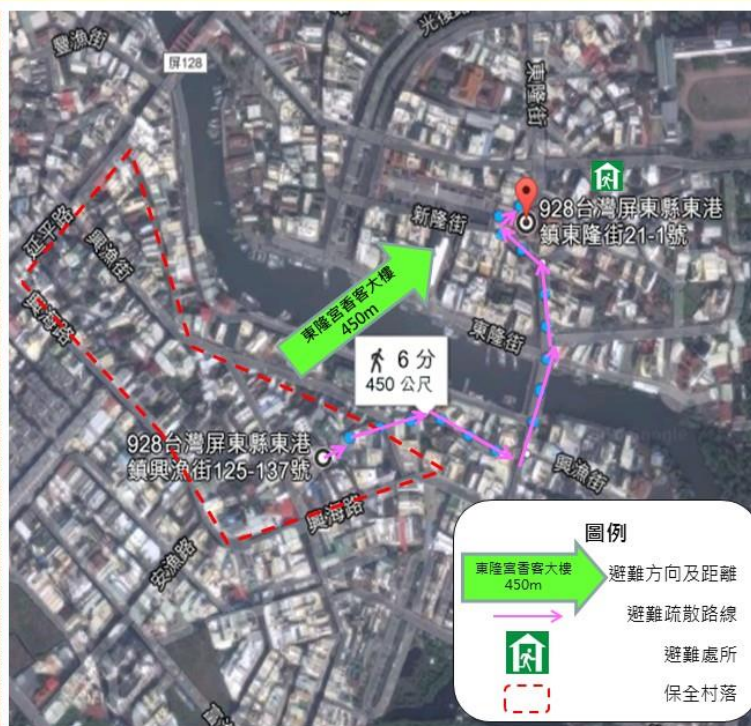 豐漁街
屏128
光復路
東隆街
延平路
興漁街
新隆街
928台灣屏東縣東港
鎮東隆街21-1號
興海路
東隆宮香客大樓
450m
東隆街
6 分
450 公尺
928台灣屏東縣東港
鎮興漁街125-137號
興漁街
興海路
安漁路
圖例
東隆宮香客大樓
450m
避難方向及距離
避難疏散路線
避難處所
保全村落